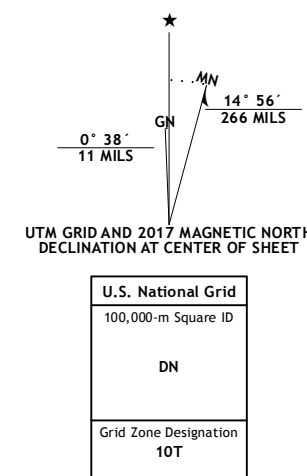 MN
GN
14° 56´
266 MILS
0° 38´
11 MILS
UTM GRID AND 2017 MAGNETIC NORTH
DECLINATION AT CENTER OF SHEET
U.S. National Grid
100,000-m Square ID
DN
Grid Zone Designation
10T